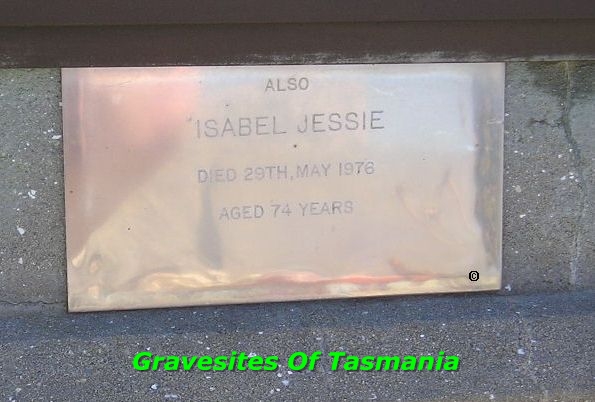 ALSO
ISABEL JESSIE
DIED 29TH, MAY 1976
AGED 74 YEARS
©
Gravesites Of Tasmania